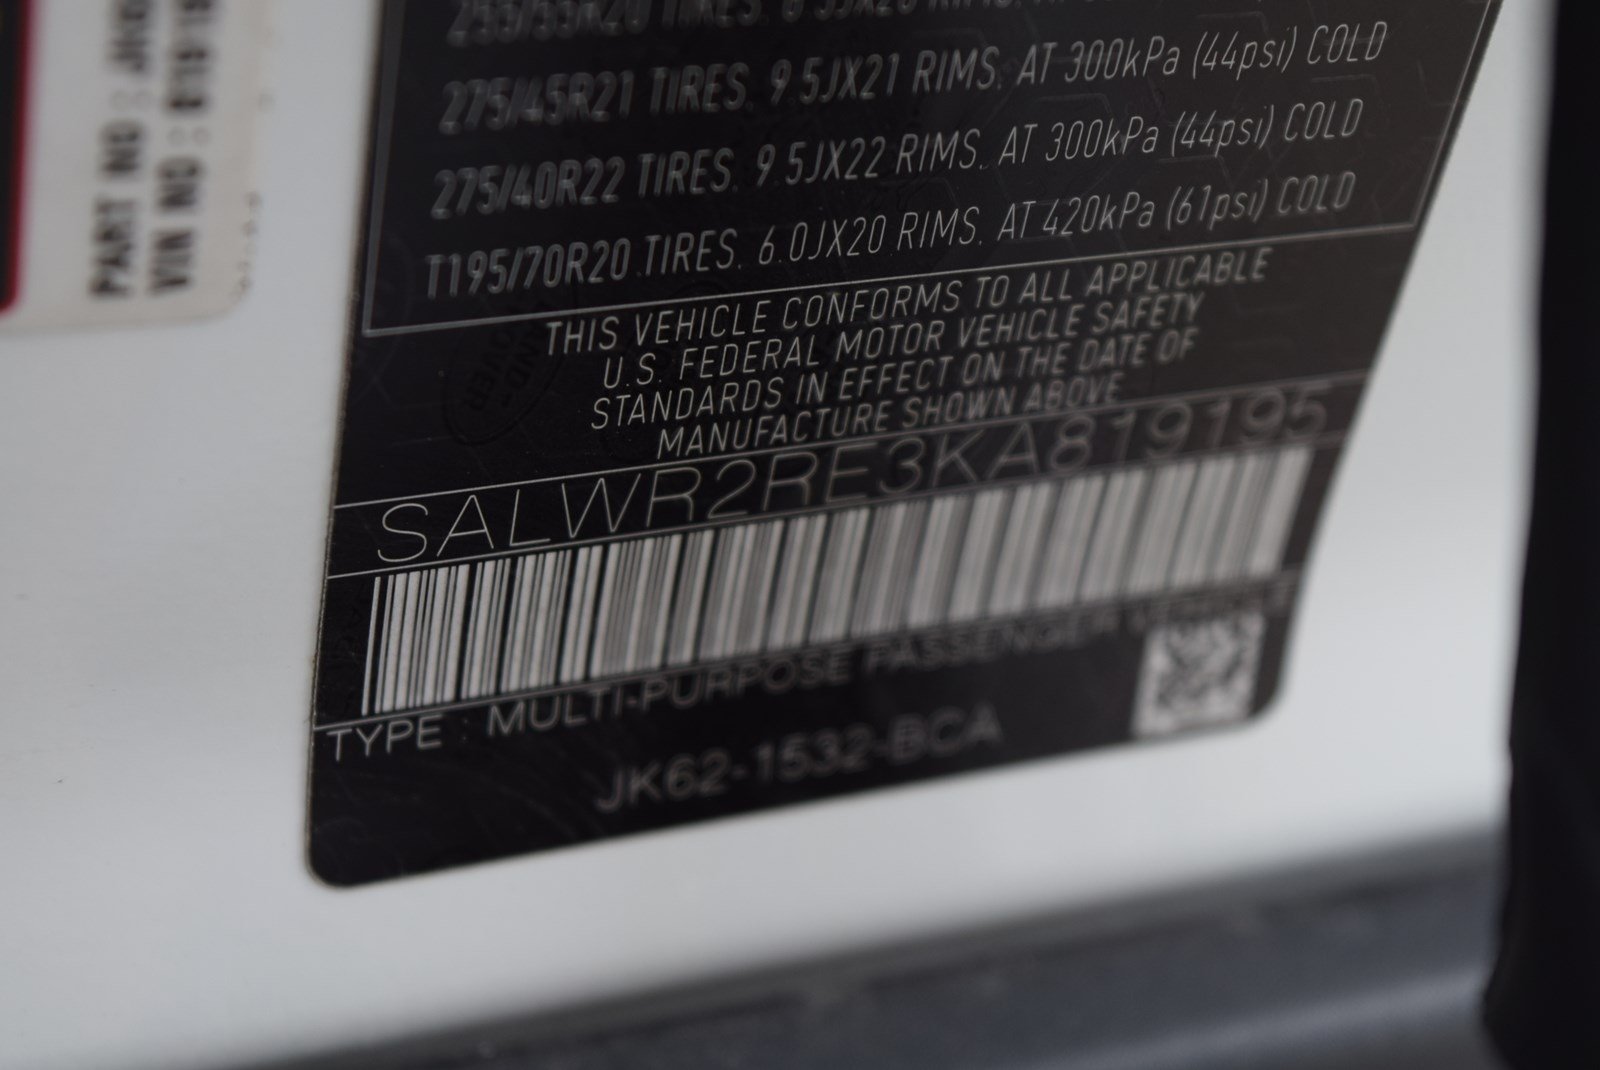 PART NO : JK6
VIN NO : 81919
275/45R21 TIRES. 9.5JX21 RIMS. AT 300kPa (44psi) COLD
275/40R22 TIRES. 9.5JX22 RIMS. AT 300kPa (44psi) COLD
T195/70R20 TIRES. 6.0JX20 RIMS. AT 420kPa (61psi) COLD
THIS VEHICLE CONFORMS TO ALL APPLICABLE
U.S. FEDERAL MOTOR VEHICLE SAFETY
STANDARDS IN EFFECT ON THE DATE OF
MANUFACTURE SHOWN ABOVE
SALWR2RE3KA819195
TYPE : MULTI-PURPOSE PASSENGER VEHICLE
JK62-1532-BCA